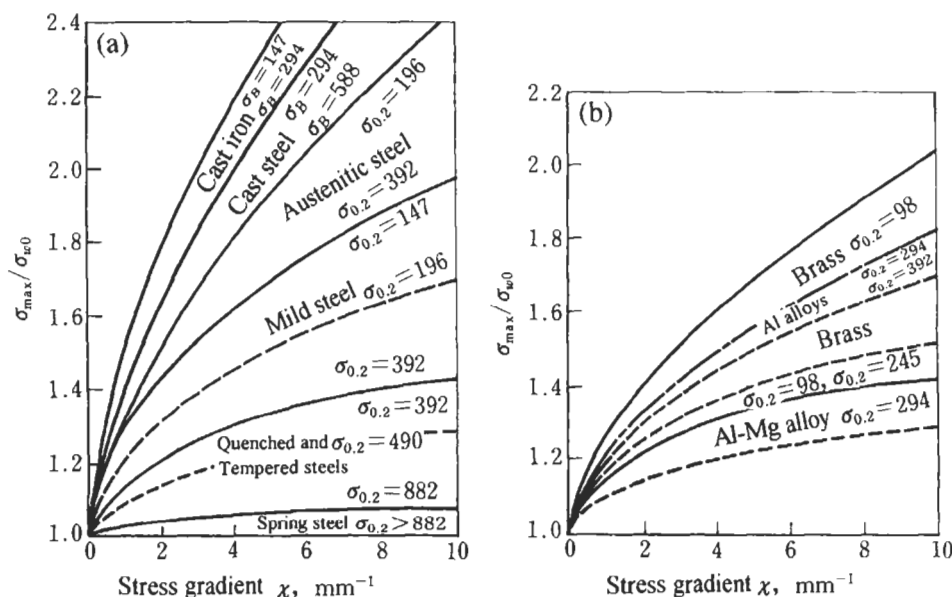 (a)
2.4
2.2
2.0
1.8
1.6
1.4
1.2
1.0
σmax/σw0
0 2 4 6 8 10
Stress gradient χ, mm⁻¹
σB=147
Cast iron σB=294
σB=294
Cast steel σB=588
σ0.2=196
Austenitic steel
σ0.2=392
σ0.2=147
Mild steel σ0.2=196
σ0.2=392
σ0.2=392
Quenched and σ0.2=490
Tempered steels
σ0.2=882
Spring steel σ0.2>882
(b)
2.2
2.0
1.8
1.6
1.4
1.2
1.0
σmax/σw0
0 2 4 6 8 10
Stress gradient χ, mm⁻¹
Brass σ0.2=98
σ0.2=294
Al alloys σ0.2=392
Brass
σ0.2=98, σ0.2=245
Al-Mg alloy σ0.2=294